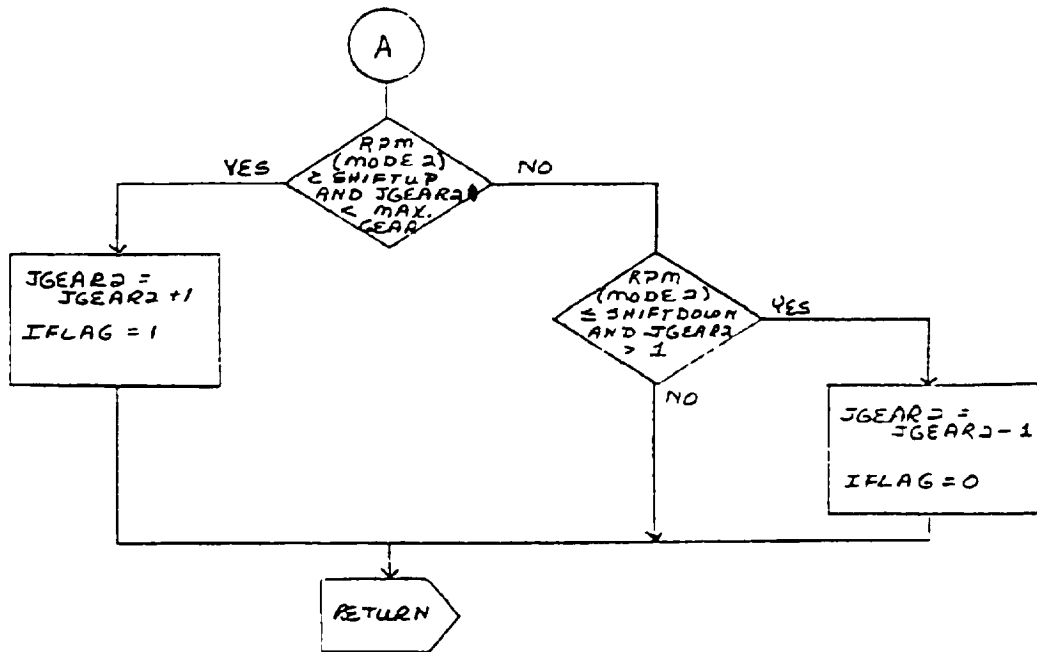 A
RPM
(MODE 2)
≥ SHIFTUP
AND JGEAR2
< MAX.
GEAR
YES
NO
JGEAR2 =
JGEAR2 +1
IFLAG = 1
RPM
(MODE 2)
≤ SHIFTDOWN
AND JGEAR2
> 1
YES
NO
JGEAR2 =
JGEAR2 - 1
IFLAG = 0
RETURN